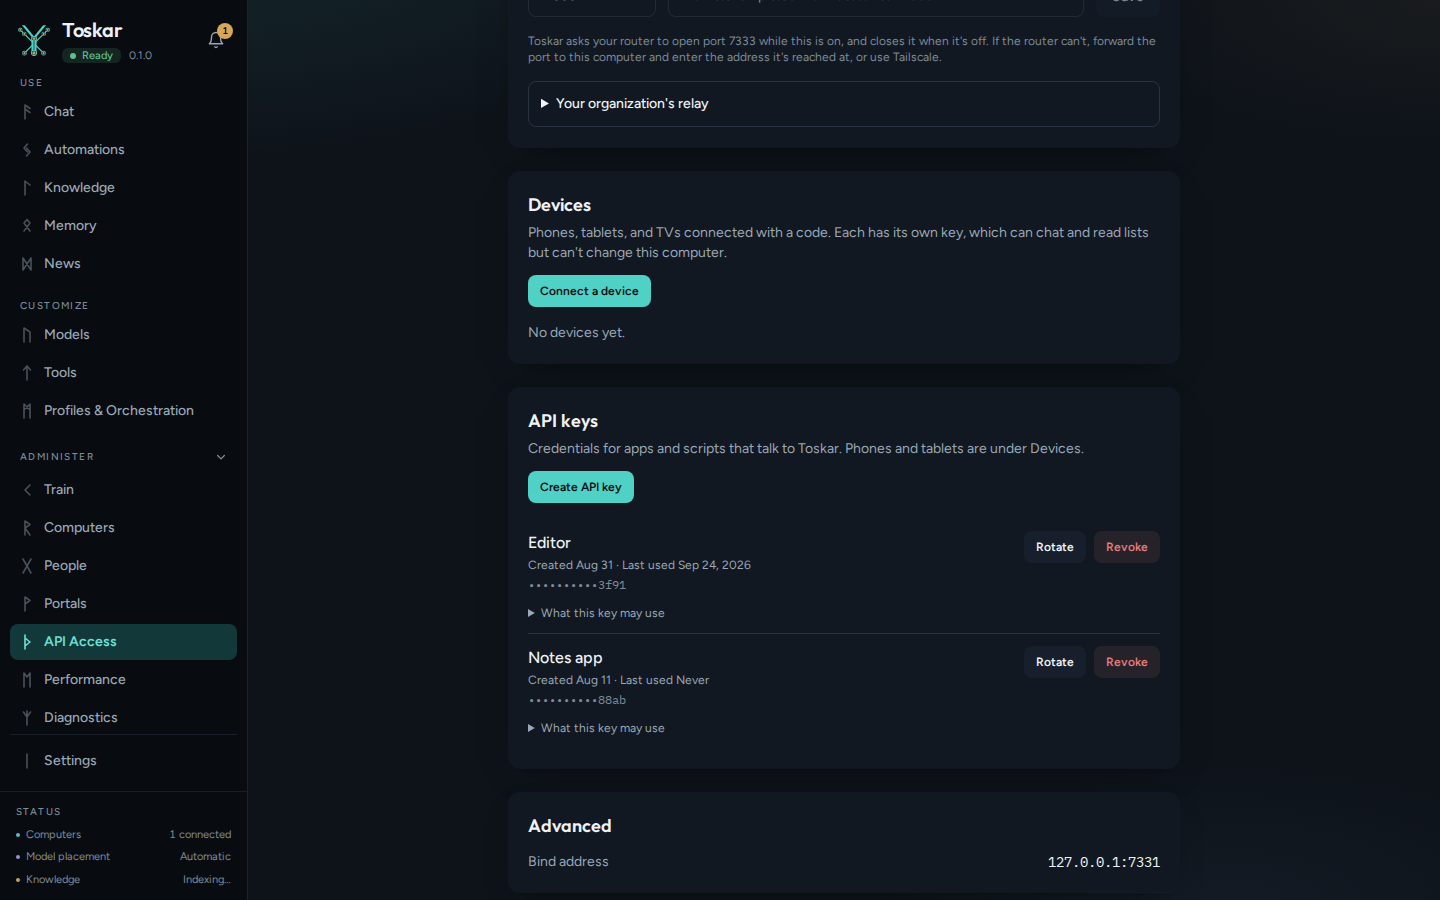 Toskar
Ready 0.1.0
1
USE
Chat
Automations
Knowledge
Memory
News
CUSTOMIZE
Models
Tools
Profiles & Orchestration
ADMINISTER
Train
Computers
People
Portals
API Access
Performance
Diagnostics
Settings
STATUS
Computers 1 connected
Model placement Automatic
Knowledge Indexing…
Toskar asks your router to open port 7333 while this is on, and closes it when it's off. If the router can't, forward the
port to this computer and enter the address it's reached at, or use Tailscale.
Your organization's relay
Devices
Phones, tablets, and TVs connected with a code. Each has its own key, which can chat and read lists
but can't change this computer.
Connect a device
No devices yet.
API keys
Credentials for apps and scripts that talk to Toskar. Phones and tablets are under Devices.
Create API key
Editor
Rotate Revoke
Created Aug 31 · Last used Sep 24, 2026
••••••••••3f91
What this key may use
Notes app
Rotate Revoke
Created Aug 11 · Last used Never
••••••••••88ab
What this key may use
Advanced
Bind address 127.0.0.1:7331